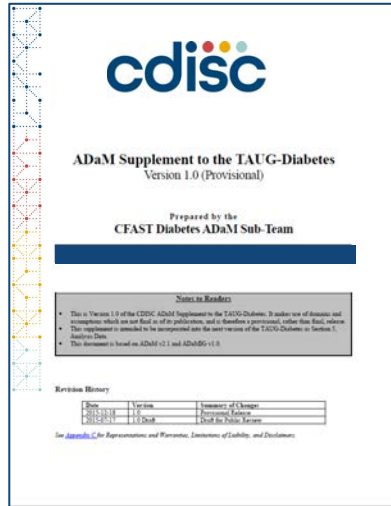 cdisc
ADaM Supplement to the TAUG-Diabetes
Version 1.0 (Provisional)
Prepared by the
CFAST Diabetes ADaM Sub-Team
Notes to Readers
• This is Version 1.0 of the CDISC ADaM Supplement to the TAUG-Diabetes. It makes use of domains and
assumptions which are not final as of its publication, and is therefore a provisional, rather than final, release.
• This supplement is intended to be incorporated into the next version of the TAUG-Diabetes as Section 5,
Analysis Data.
• This document is based on ADaM v2.1 and ADaMIG v1.0.
Revision History
Date Version Summary of Changes
2015-12-18 1.0 Provisional Release
2015-07-17 1.0 Draft Draft for Public Review
See Appendix C for Representations and Warranties, Limitations of Liability, and Disclaimers.